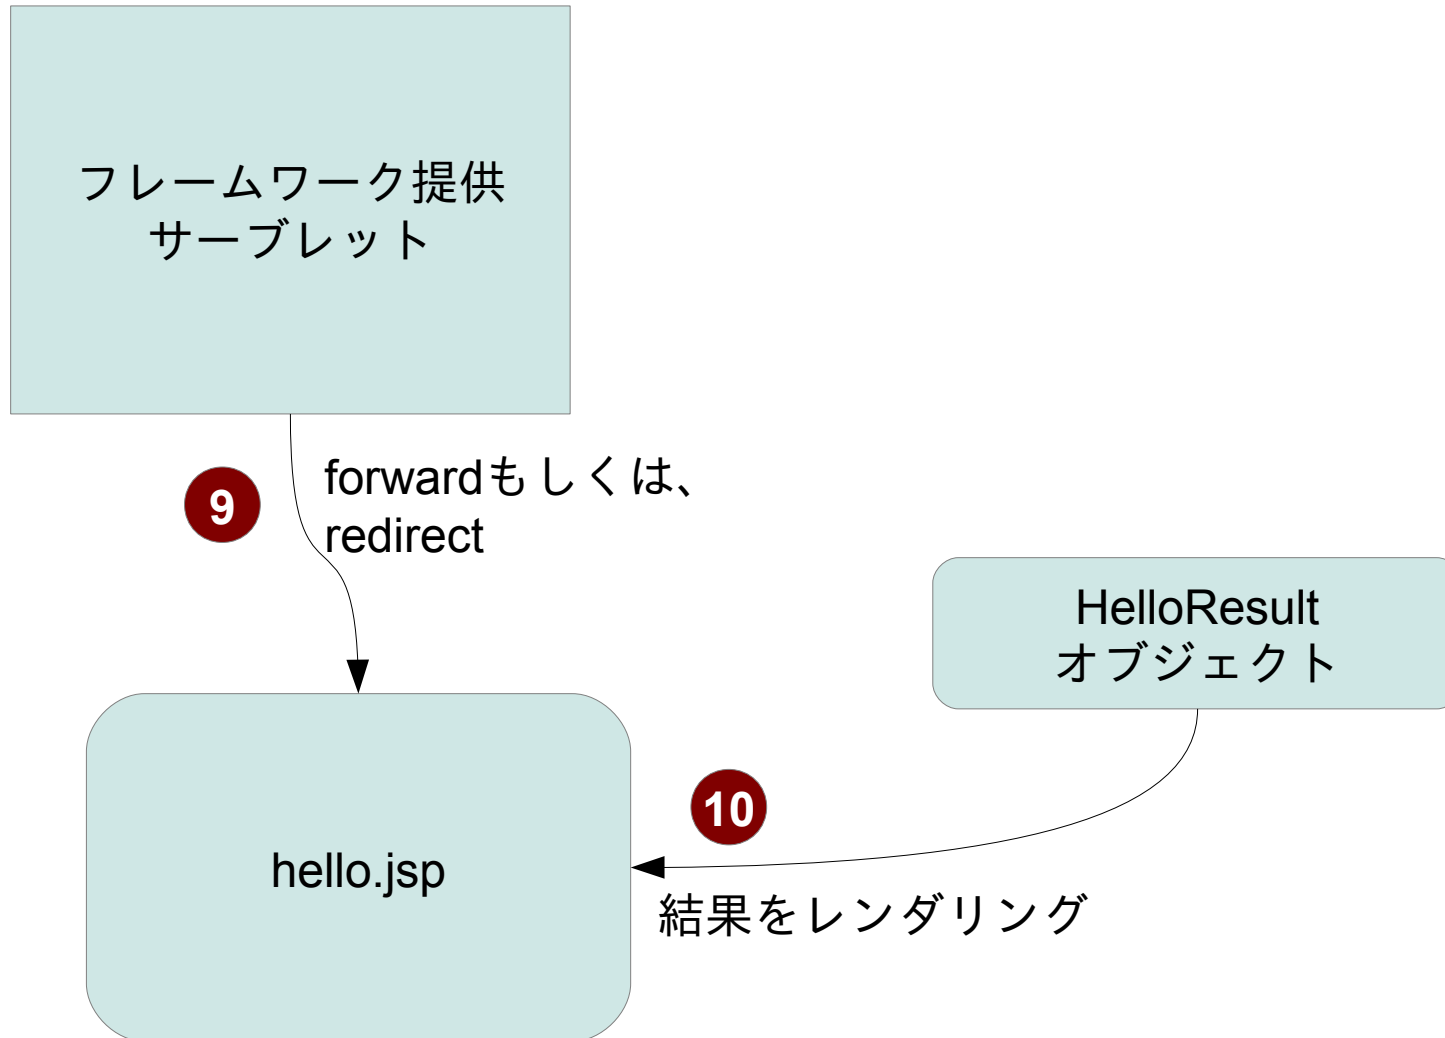 フレームワーク提供
サーブレット
9
forwardもしくは、
redirect
HelloResult
オブジェクト
10
hello.jsp
結果をレンダリング